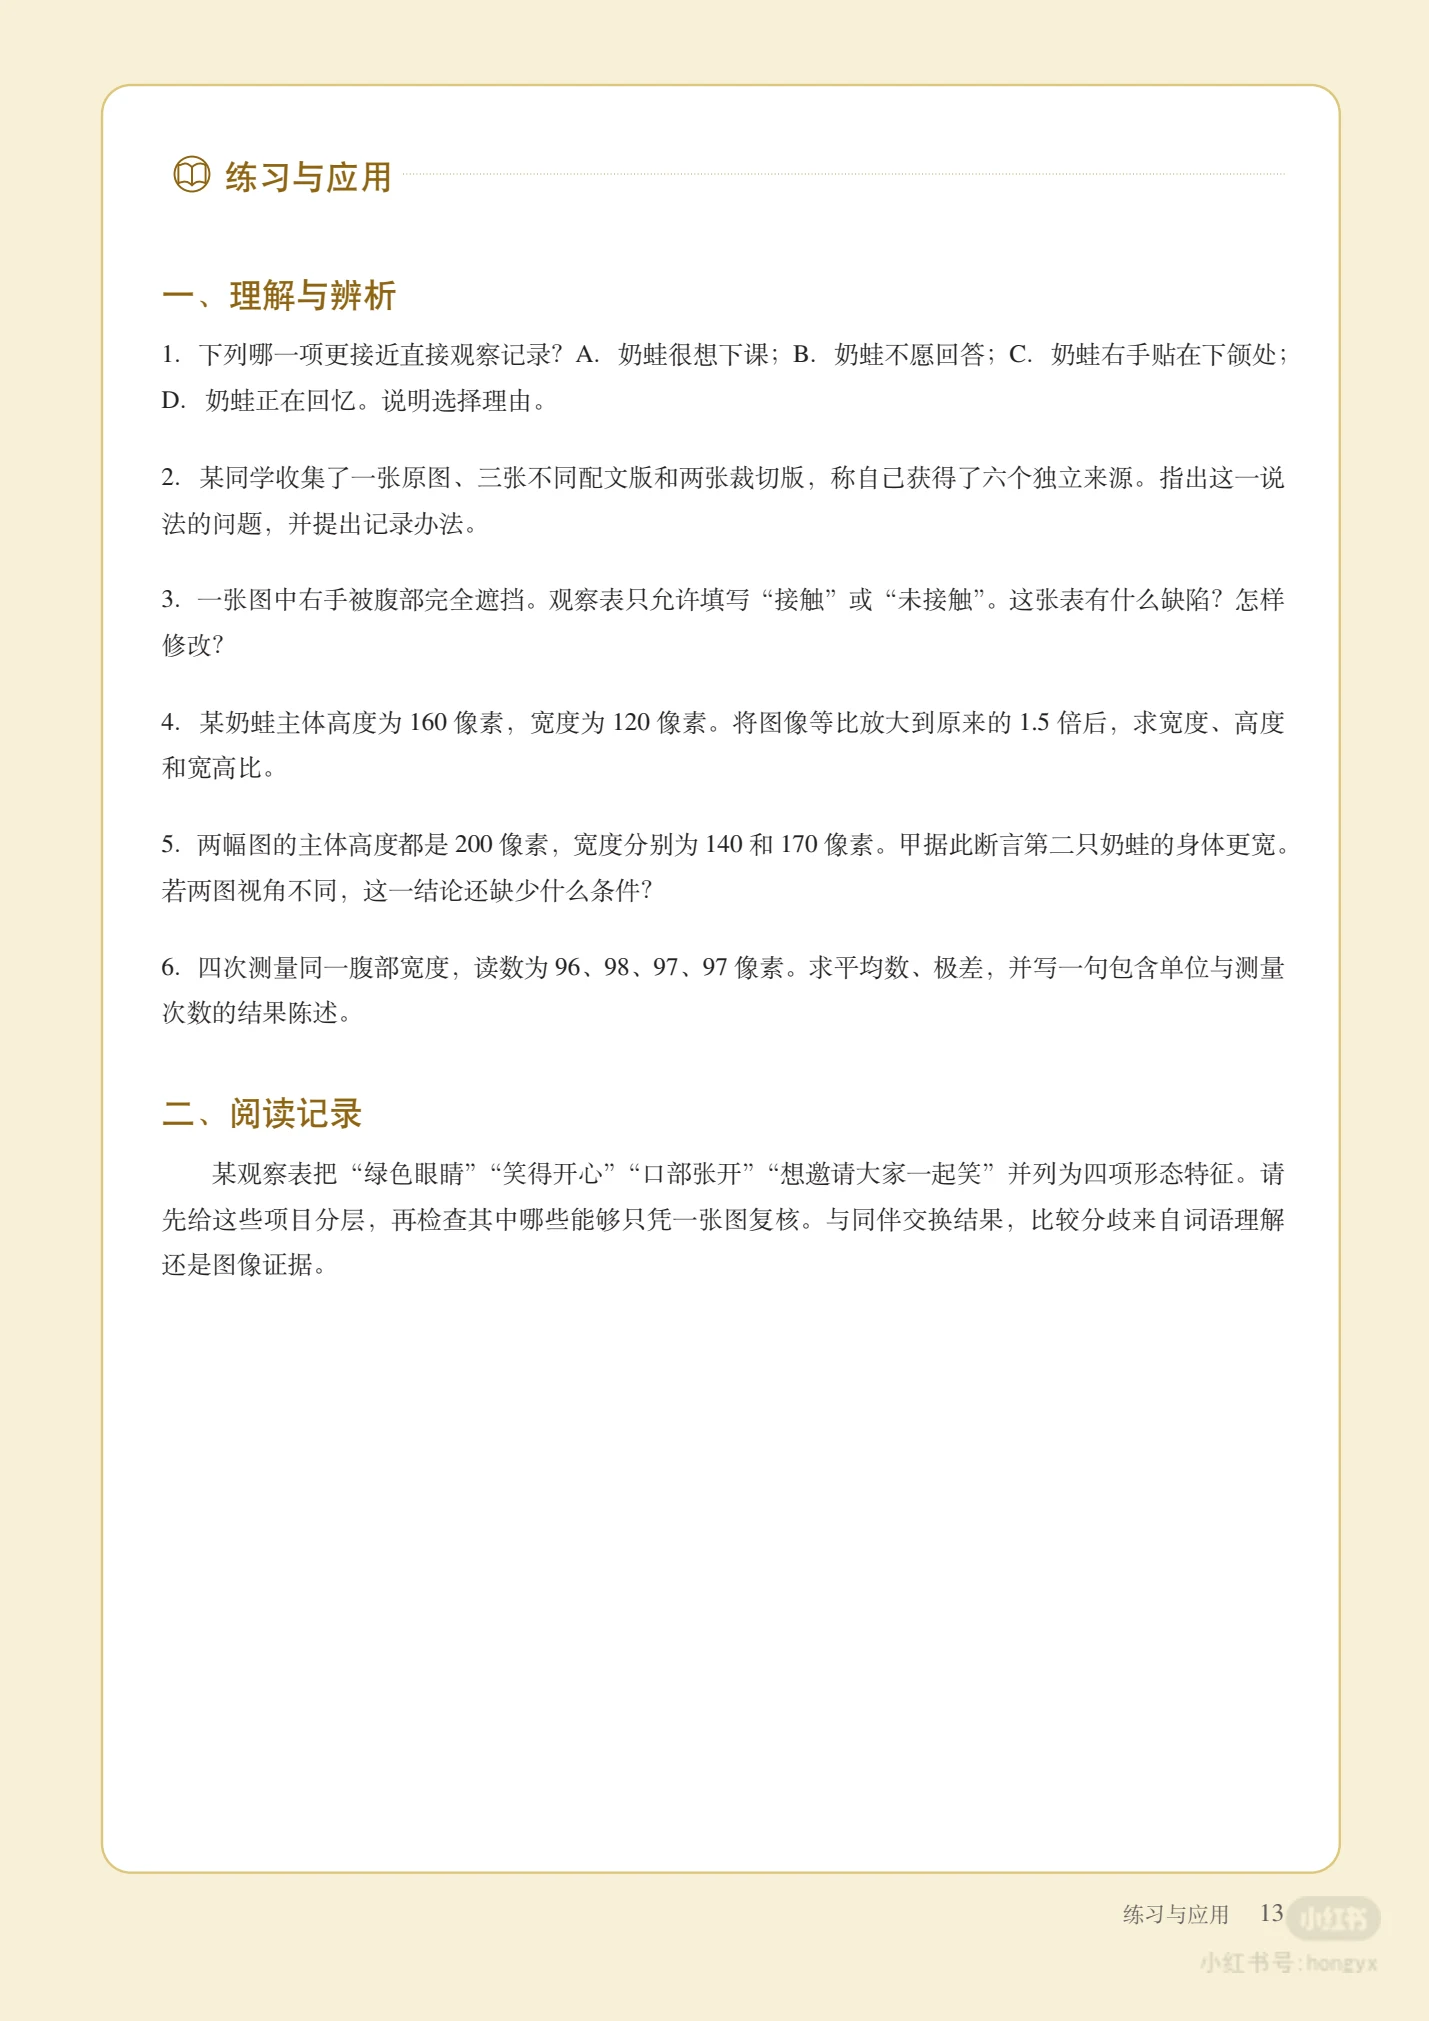 练习与应用
一、理解与辨析
1. 下列哪一项更接近直接观察记录？A. 奶蛙很想下课；B. 奶蛙不愿回答；C. 奶蛙右手贴在下颌处；
D. 奶蛙正在回忆。说明选择理由。
2. 某同学收集了一张原图、三张不同配文版和两张裁切版，称自己获得了六个独立来源。指出这一说
法的问题，并提出记录办法。
3. 一张图中右手被腹部完全遮挡。观察表只允许填写“接触”或“未接触”。这张表有什么缺陷？怎样
修改？
4. 某奶蛙主体高度为 160 像素，宽度为 120 像素。将图像等比放大到原来的 1.5 倍后，求宽度、高度
和宽高比。
5. 两幅图的主体高度都是 200 像素，宽度分别为 140 和 170 像素。甲据此断言第二只奶蛙的身体更宽。
若两图视角不同，这一结论还缺少什么条件？
6. 四次测量同一腹部宽度，读数为 96、98、97、97 像素。求平均数、极差，并写一句包含单位与测量
次数的结果陈述。
二、阅读记录
某观察表把“绿色眼睛”“笑得开心”“口部张开”“想邀请大家一起笑”并列为四项形态特征。请
先给这些项目分层，再检查其中哪些能够只凭一张图复核。与同伴交换结果，比较分歧来自词语理解
还是图像证据。
练习与应用 13
小红书
小红书号:hongyx